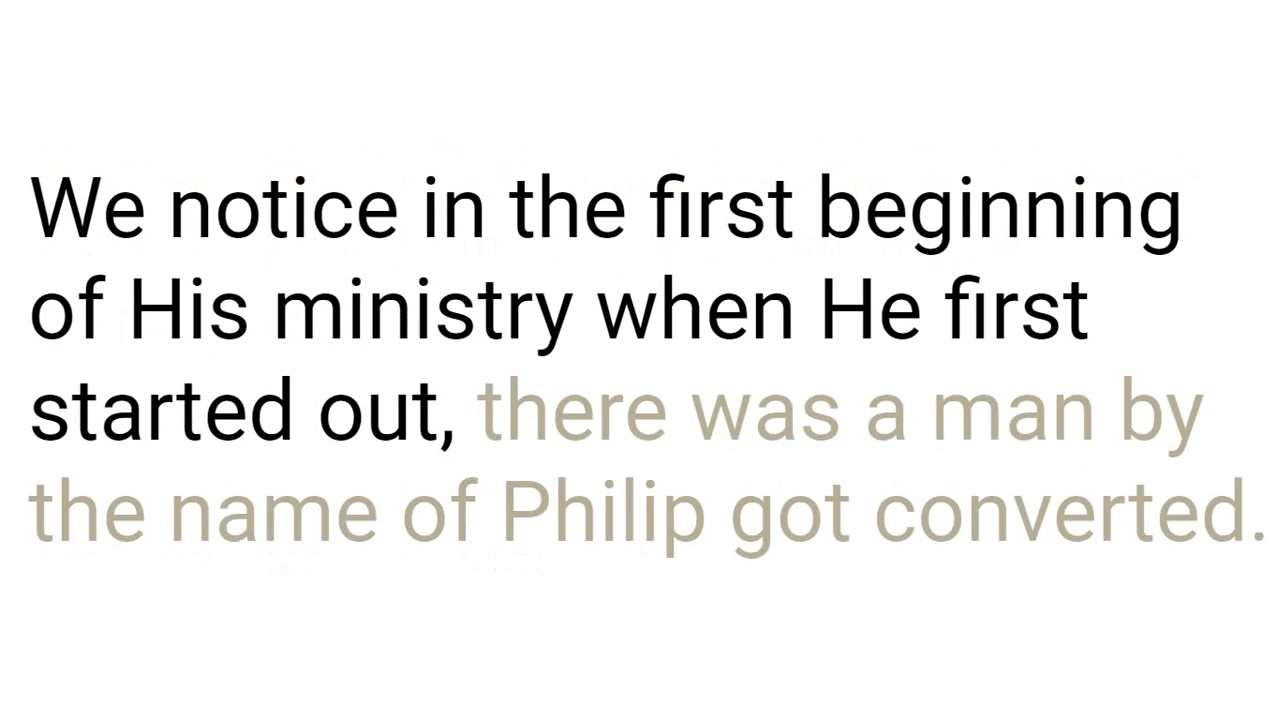 We notice in the first beginning
of His ministry when He first
started out, there was a man by
the name of Philip got converted.